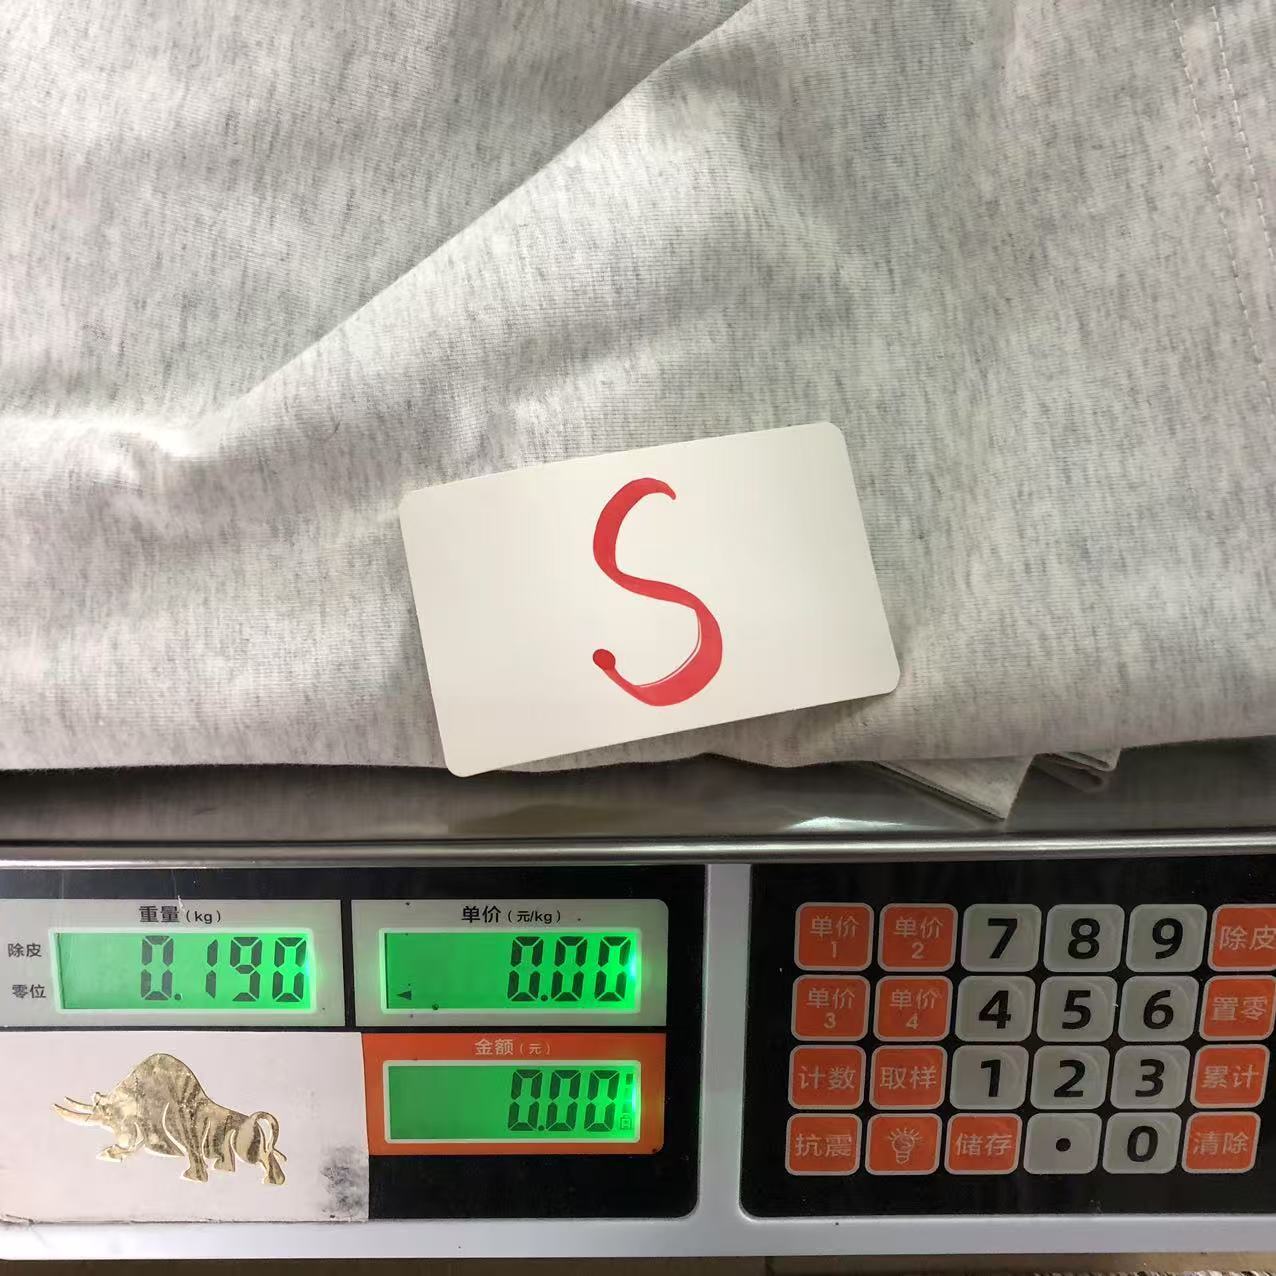 S
重量（kg）
除皮
零位
0.190
单价（元/kg）
0.00
金额（元）
0.00
单价1 单价2 7 8 9 除皮
单价3 单价4 4 5 6 置零
计数 取样 1 2 3 累计
抗震 储存 • 0 清除